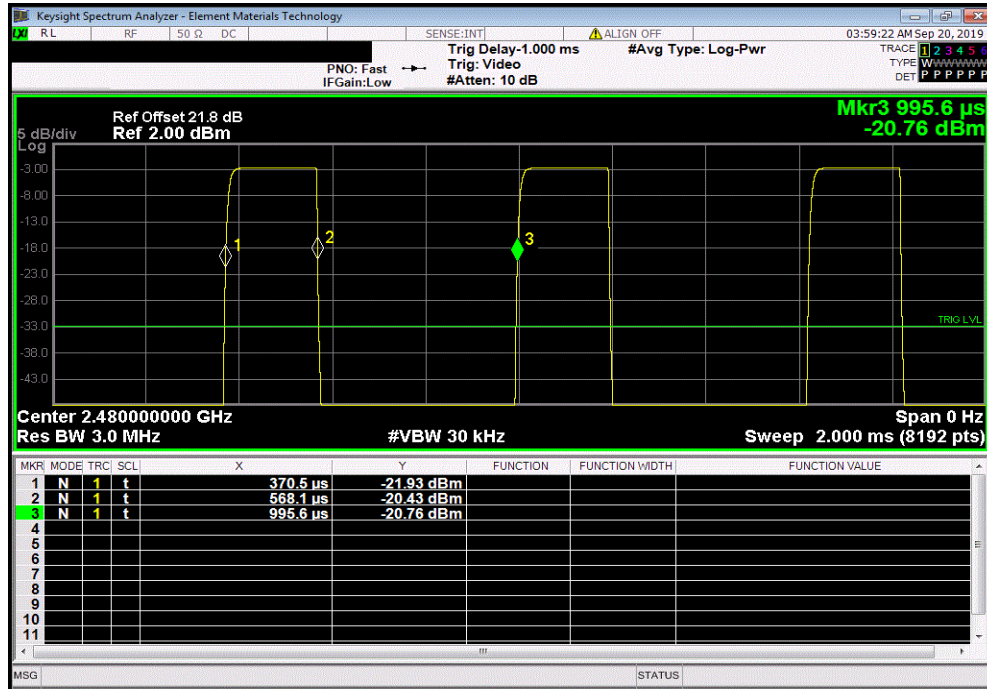 Keysight Spectrum Analyzer - Element Materials Technology
LXI RL RF 50 Ω DC SENSE:INT ALIGN OFF 03:59:22 AM Sep 20, 2019
Trig Delay-1.000 ms #Avg Type: Log-Pwr TRACE 1 2 3 4 5 6
PNO: Fast Trig: Video TYPE WWWWWW
IFGain:Low #Atten: 10 dB DET P P P P P P
Mkr3 995.6 µs
-20.76 dBm
Ref Offset 21.8 dB
5 dB/div Ref 2.00 dBm
Log
-3.00
-8.00
-13.0
-18.0
-23.0
-28.0
-33.0
-38.0
-43.0
1
2
3
TRIG LVL
Center 2.480000000 GHz Span 0 Hz
Res BW 3.0 MHz #VBW 30 kHz Sweep 2.000 ms (8192 pts)
MKR MODE TRC SCL X Y FUNCTION FUNCTION WIDTH FUNCTION VALUE
1 N 1 t 370.5 µs -21.93 dBm
2 N 1 t 568.1 µs -20.43 dBm
3 N 1 t 995.6 µs -20.76 dBm
4
5
6
7
8
9
10
11
MSG STATUS